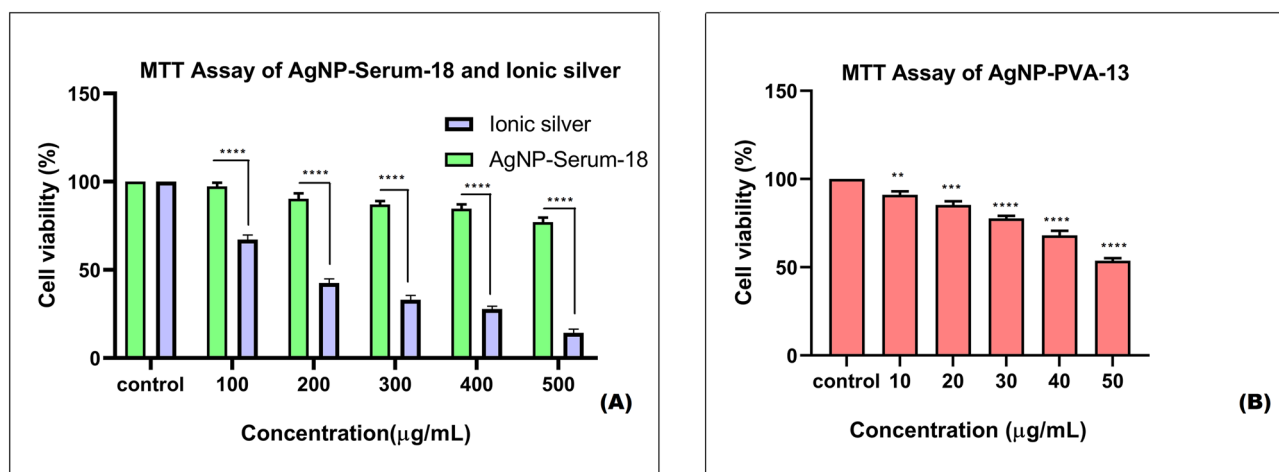 MTT Assay of AgNP-Serum-18 and Ionic silver
150
100
50
0
Cell viability (%)
Ionic silver
AgNP-Serum-18
****
****
****
****
****
control 100 200 300 400 500
Concentration(μg/mL)
(A)
MTT Assay of AgNP-PVA-13
150
100
50
0
Cell viability (%)
**
***
****
****
****
control 10 20 30 40 50
Concentration (μg/mL)
(B)